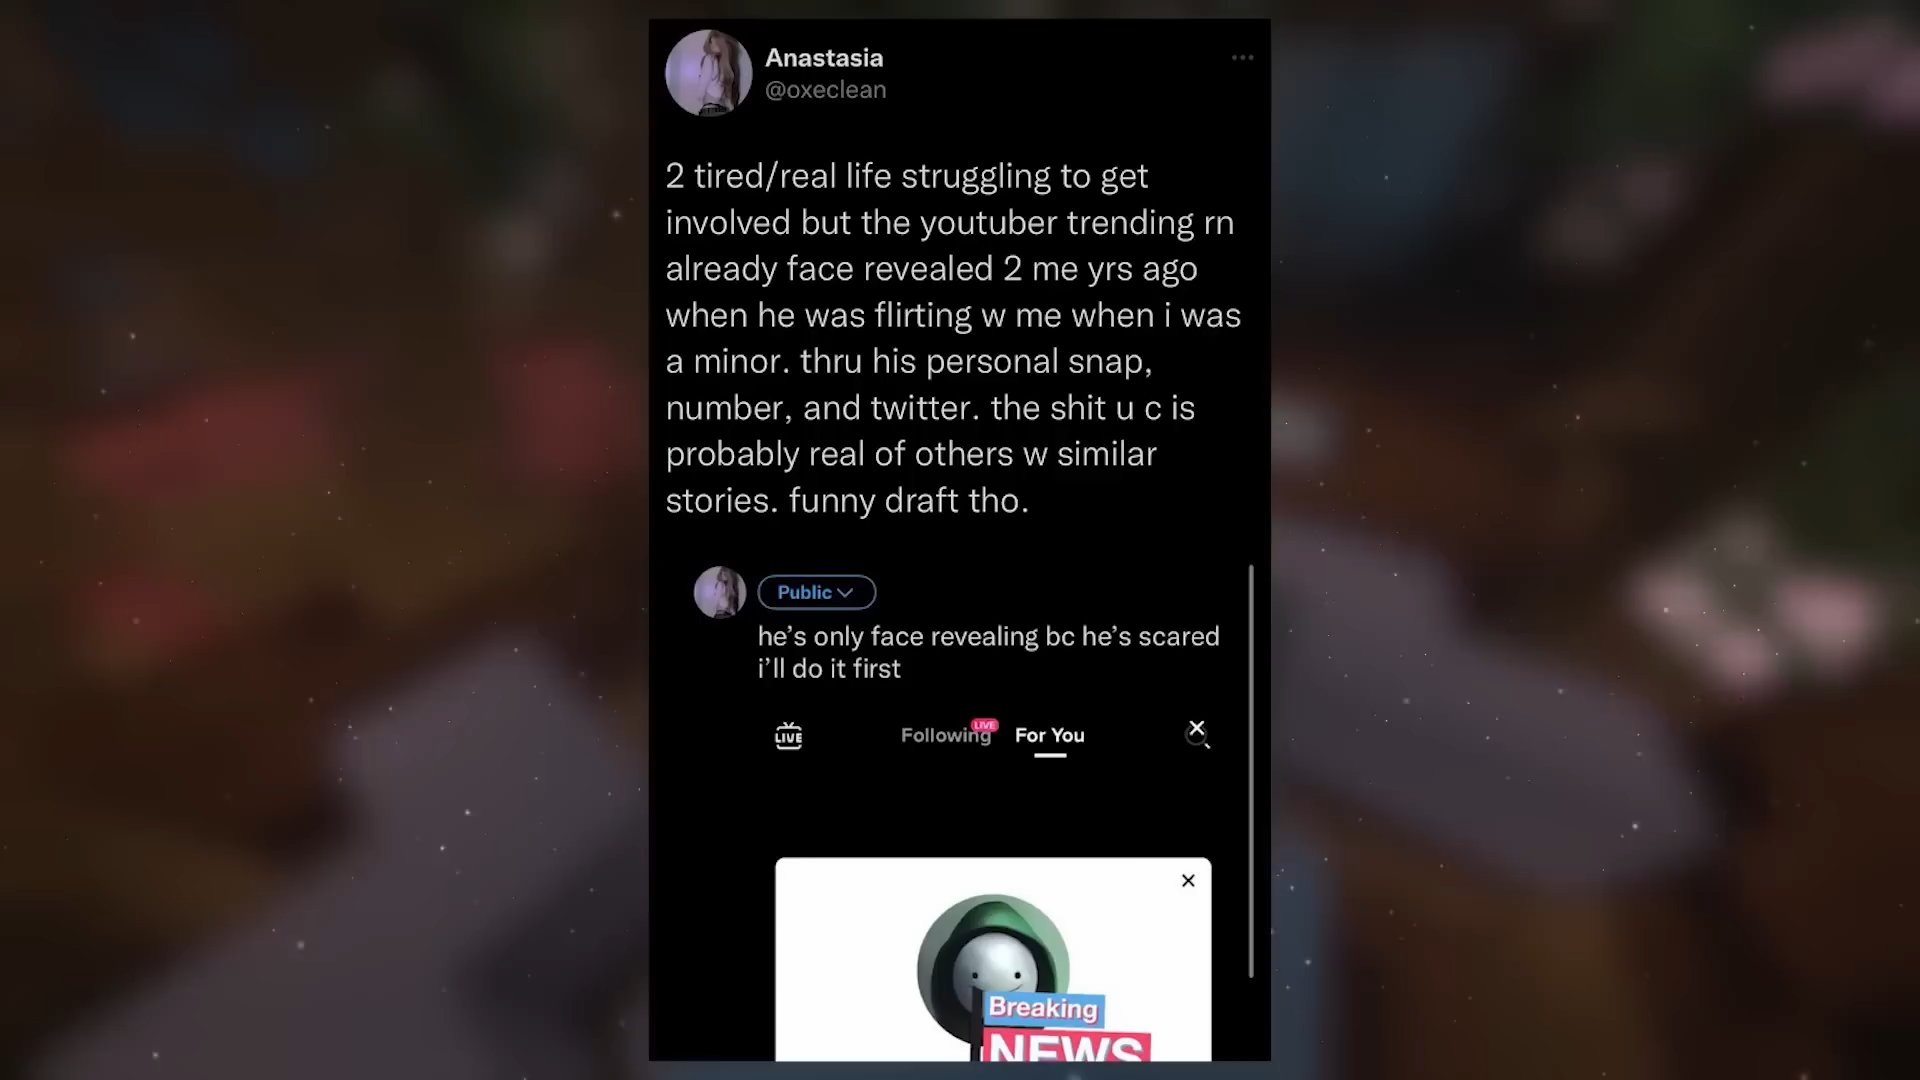 Anastasia
@oxeclean
2 tired/real life struggling to get
involved but the youtuber trending rn
already face revealed 2 me yrs ago
when he was flirting w me when i was
a minor. thru his personal snap,
number, and twitter. the shit u c is
probably real of others w similar
stories. funny draft tho.
Public
he’s only face revealing bc he’s scared
i’ll do it first
LIVE
Following LIVE For You
Breaking
NEWS